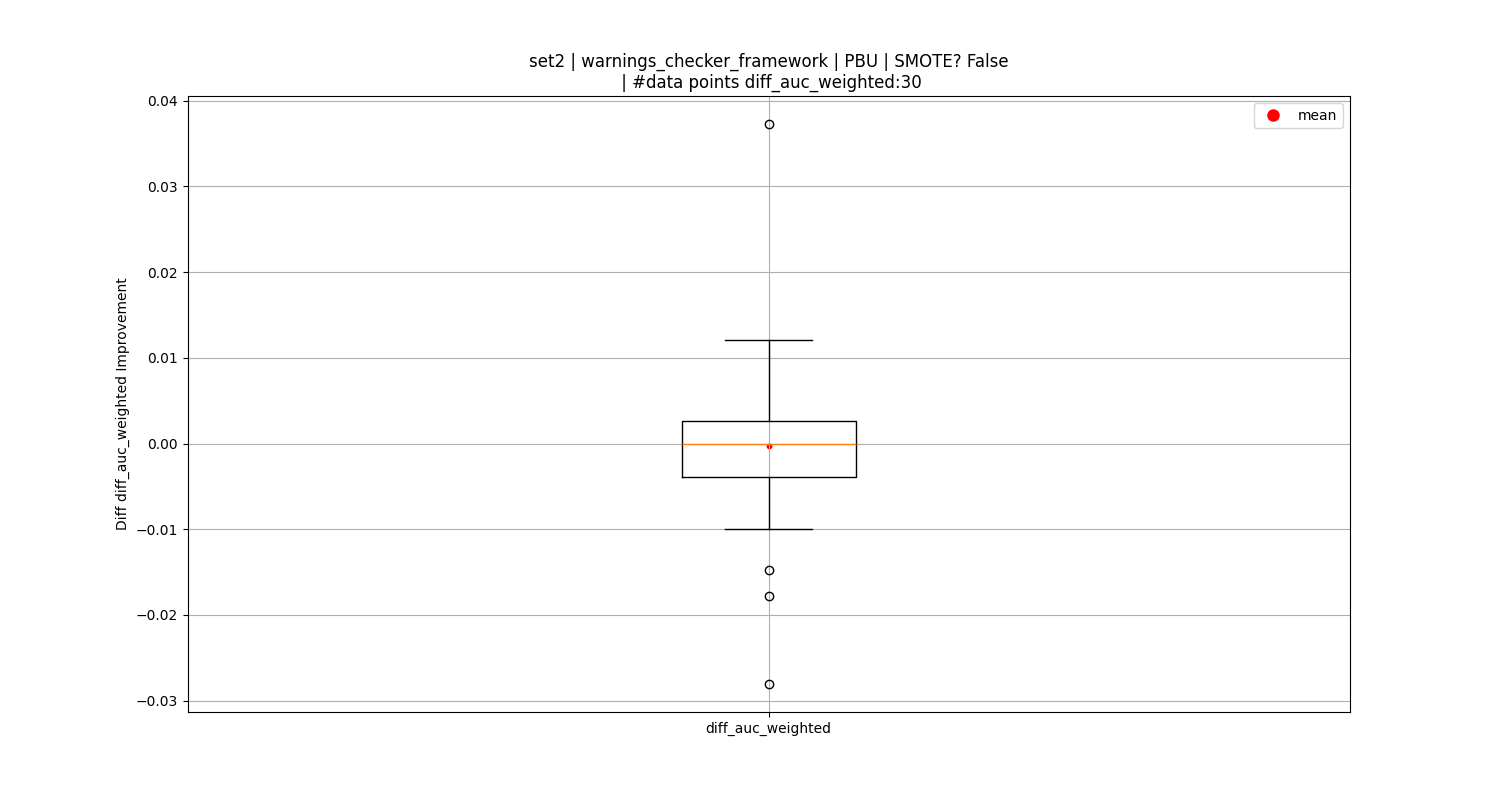 set2 | warnings_checker_framework | PBU | SMOTE? False
| #data points diff_auc_weighted:30
mean
0.04
0.03
0.02
0.01
0.00
−0.01
−0.02
−0.03
Diff diff_auc_weighted Improvement
diff_auc_weighted